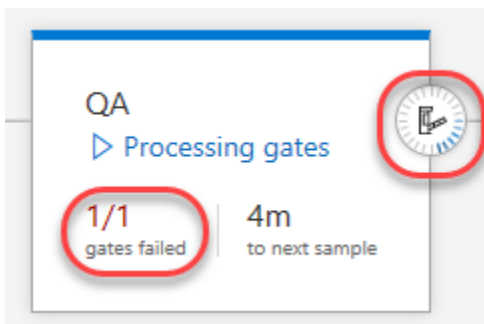 QA
Processing gates
1/1 4m
gates failed to next sample